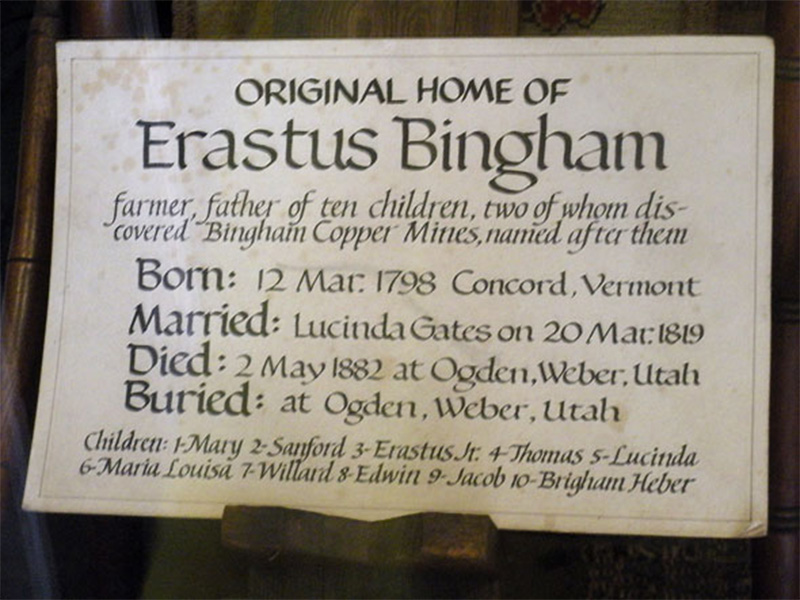 ORIGINAL HOME OF
Erastus Bingham
farmer, father of ten children, two of whom dis-
covered Bingham Copper Mines, named after them
Born: 12 Mar. 1798 Concord, Vermont
Married: Lucinda Gates on 20 Mar. 1819
Died: 2 May 1882 at Ogden, Weber, Utah
Buried: at Ogden, Weber, Utah
Children: 1-Mary 2-Sanford 3-Erastus Jr. 4-Thomas 5-Lucinda
6-Maria Louisa 7-Willard 8-Edwin 9-Jacob 10-Brigham Heber